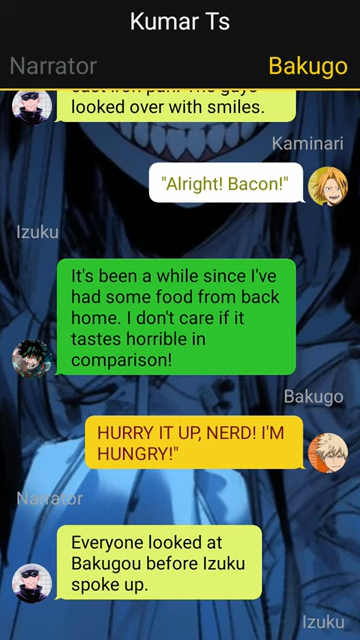 Kumar Ts
Narrator
Bakugo
looked over with smiles.
Kaminari
"Alright! Bacon!"
Izuku
It's been a while since I've
had some food from back
home. I don't care if it
tastes horrible in
comparison!
Bakugo
HURRY IT UP, NERD! I'M
HUNGRY!"
Narrator
Everyone looked at
Bakugou before Izuku
spoke up.
Izuku